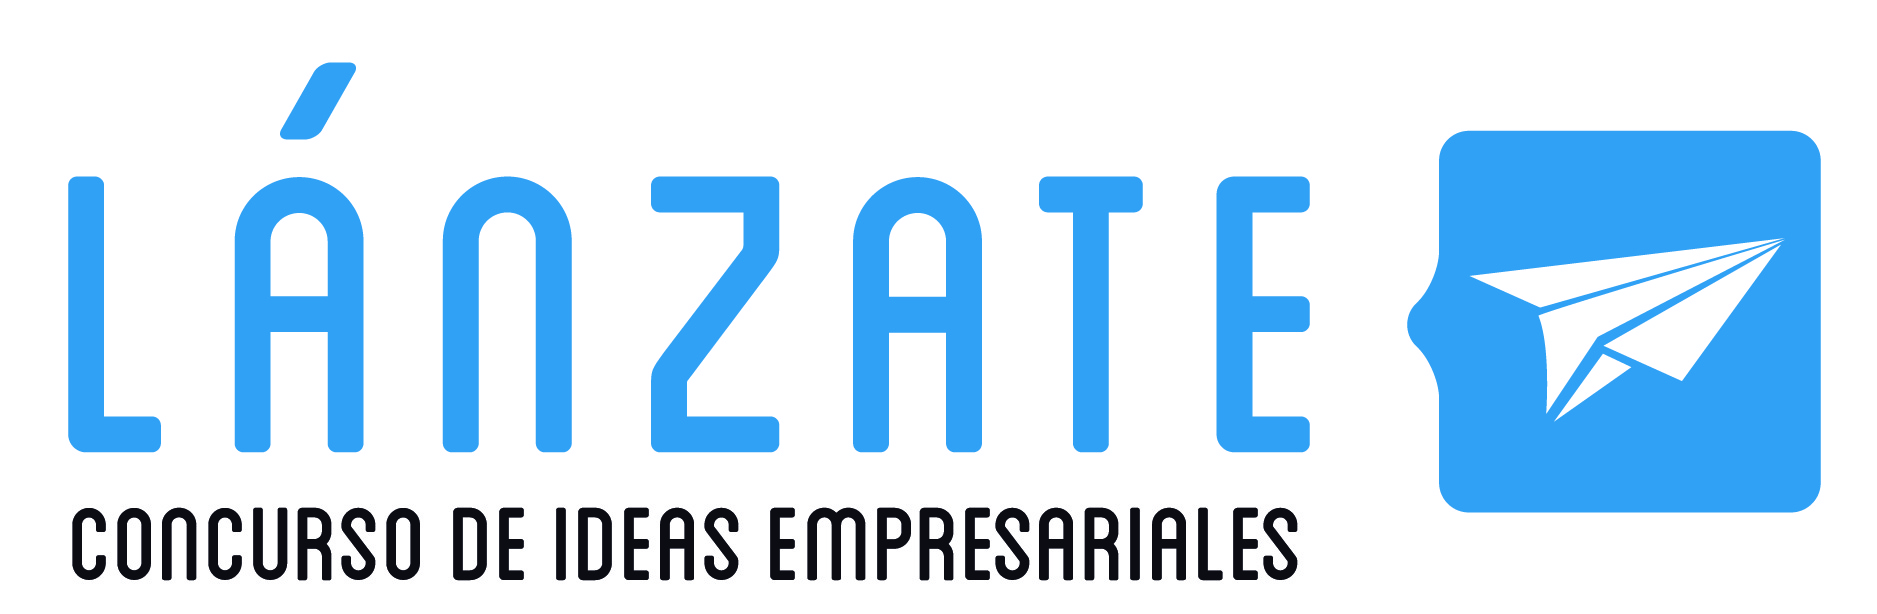 LÁNZATE
CONCURSO DE IDEAS EMPRESARIALES